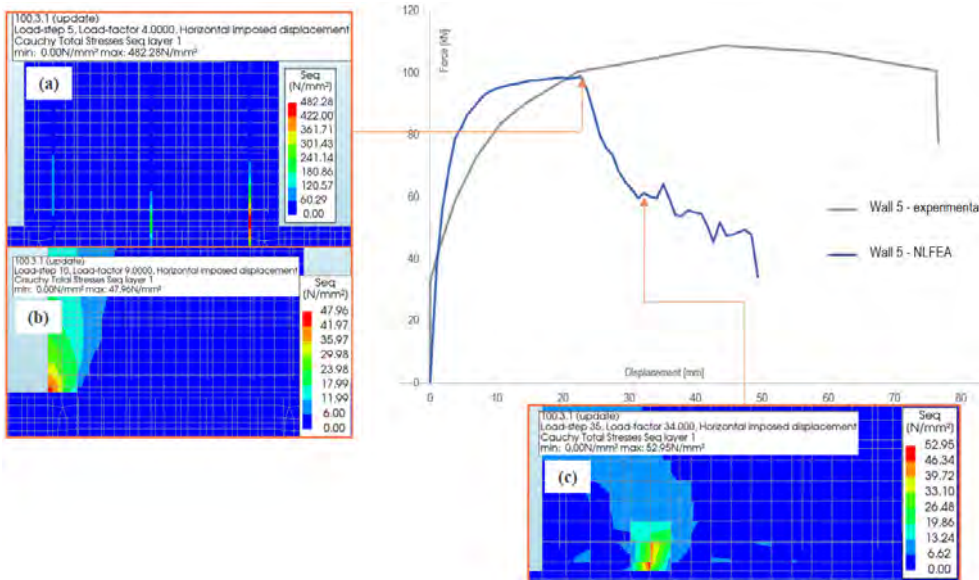 100.3.1 (update)
Load-step 5, Load-factor 4.0000, Horizontal imposed displacement
Cauchy Total Stresses Seq layer 1
min: 0.00N/mm² max: 482.28N/mm²
(a)
Seq
(N/mm²)
482.28
422.00
361.71
301.43
241.14
180.86
120.57
60.29
0.00
100.3.1 (update)
Load-step 10, Load-factor 9.0000, Horizontal imposed displacement
Cauchy Total Stresses Seq layer 1
min: 0.00N/mm² max: 47.96N/mm²
(b)
Seq
(N/mm²)
47.96
41.97
35.97
29.98
23.98
17.99
11.99
6.00
0.00
Force [kN]
120
100
80
60
40
20
0
Displacement [mm]
0 10 20 30 40 50 60 70 80
Wall 5 - experimenta
Wall 5 - NLFEA
100.3.1 (update)
Load-step 35, Load-factor 34.000, Horizontal imposed displacement
Cauchy Total Stresses Seq layer 1
min: 0.00N/mm² max: 52.95N/mm²
(c)
Seq
(N/mm²)
52.95
46.34
39.72
33.10
26.48
19.86
13.24
6.62
0.00